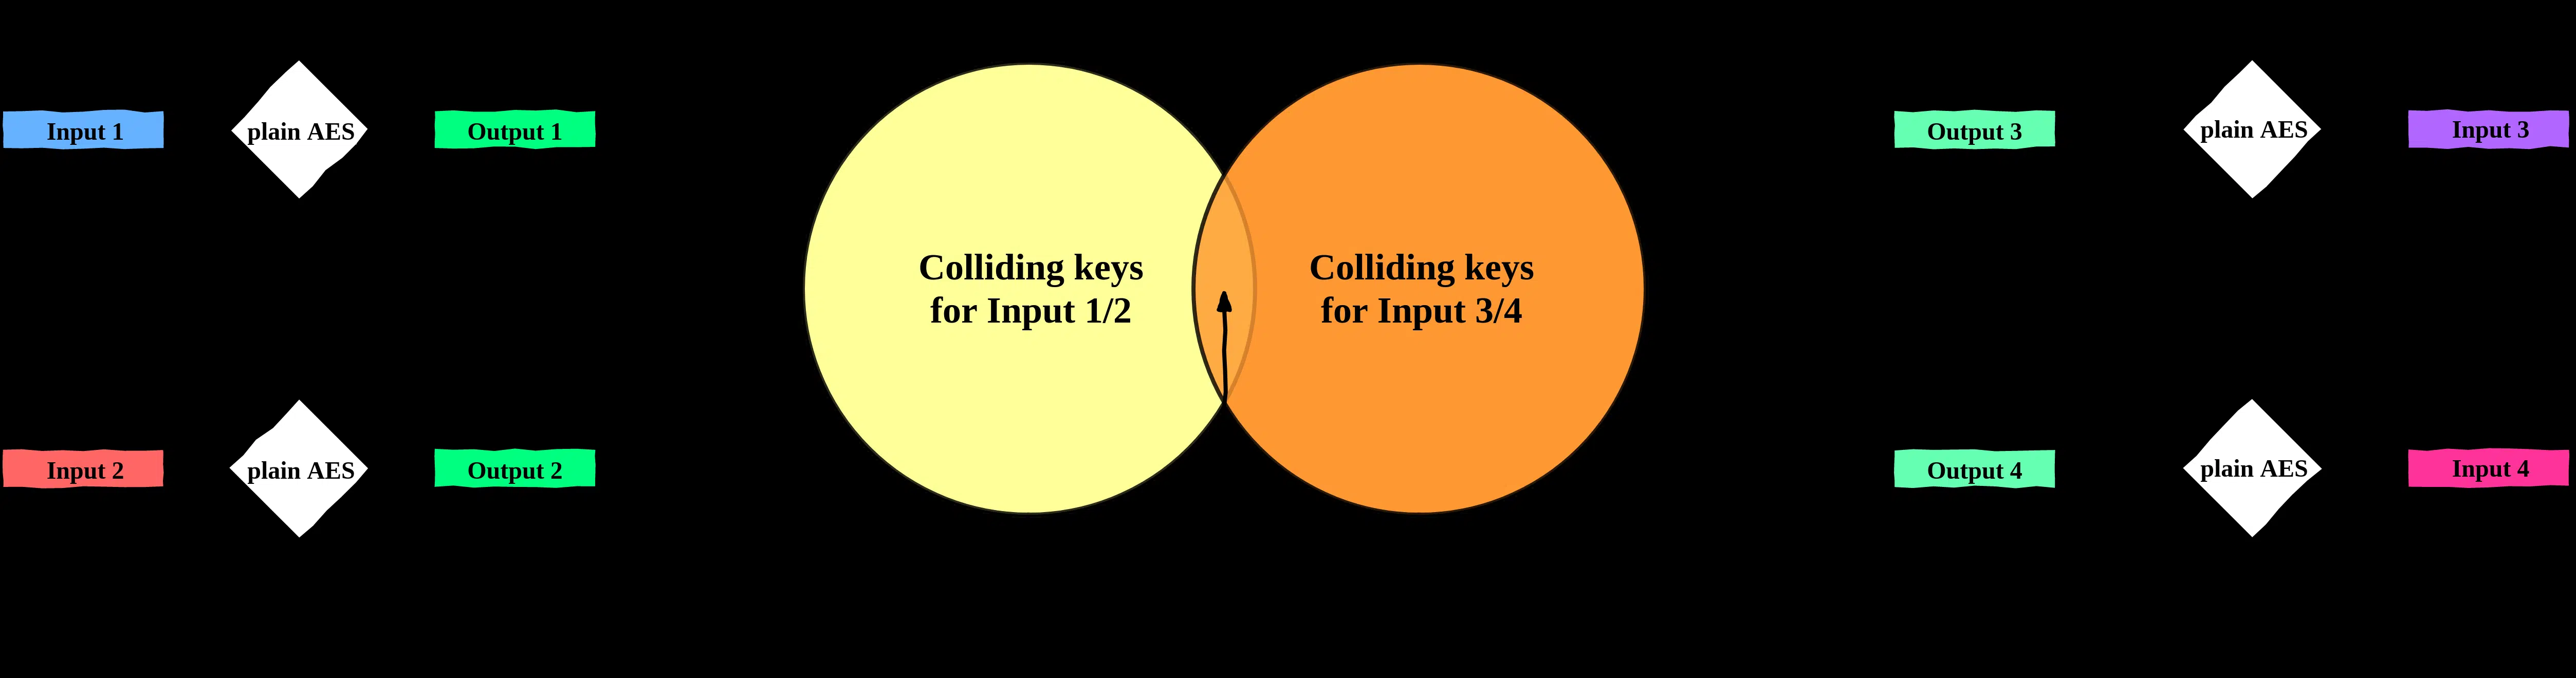 Input 1
plain AES
Output 1
Colliding keys
for Input 1/2
Colliding keys
for Input 3/4
Output 3
plain AES
Input 3
Input 2
plain AES
Output 2
Output 4
plain AES
Input 4